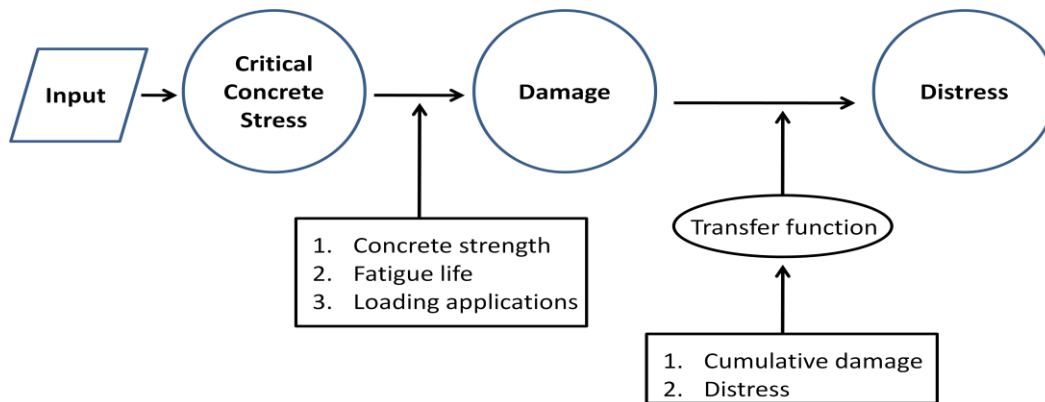 Input
Critical
Concrete
Stress
Damage
Distress
1. Concrete strength
2. Fatigue life
3. Loading applications
Transfer function
1. Cumulative damage
2. Distress